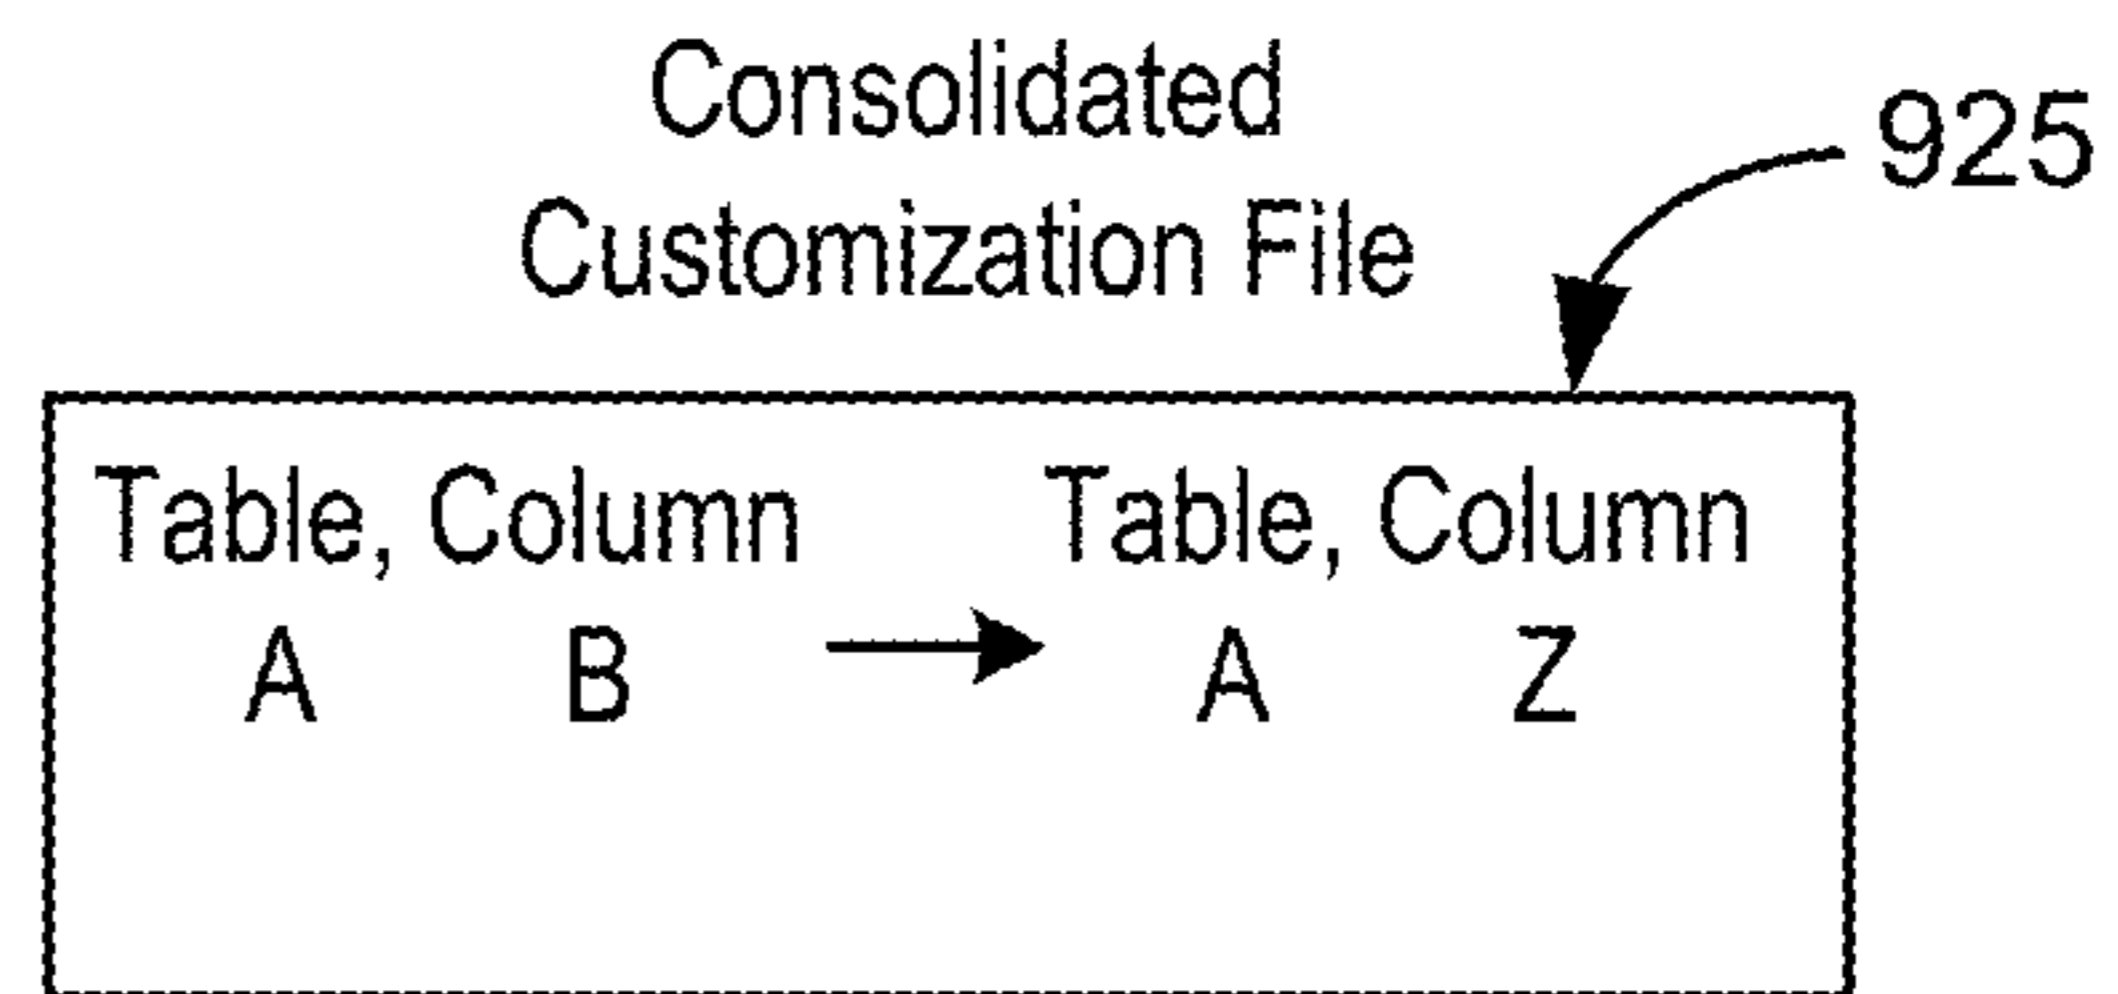 Consolidated
925
Customization File
Table, Column Table, Column
A B A Z